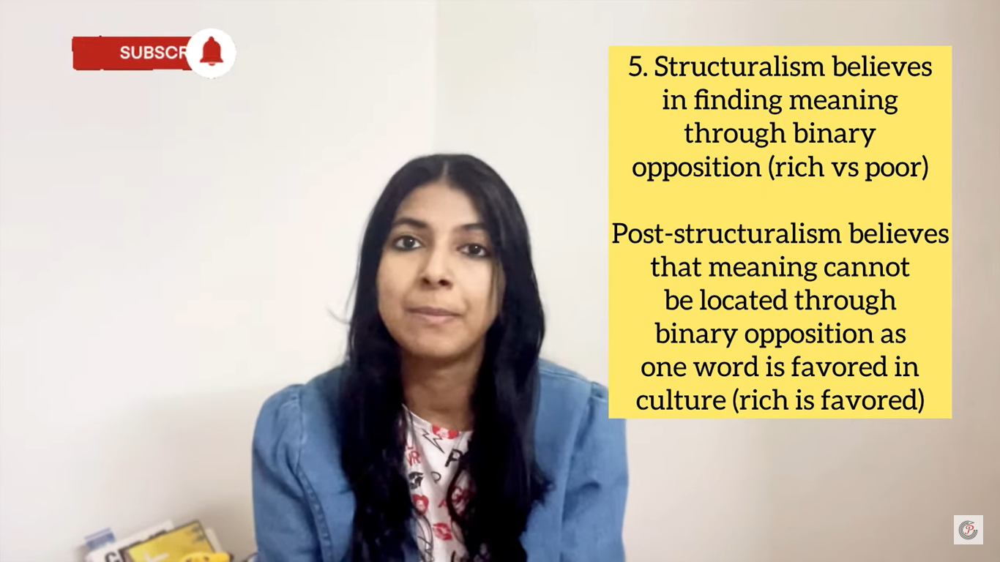 SUBSCR
5. Structuralism believes
in finding meaning
through binary
opposition (rich vs poor)
Post-structuralism believes
that meaning cannot
be located through
binary opposition as
one word is favored in
culture (rich is favored)
P